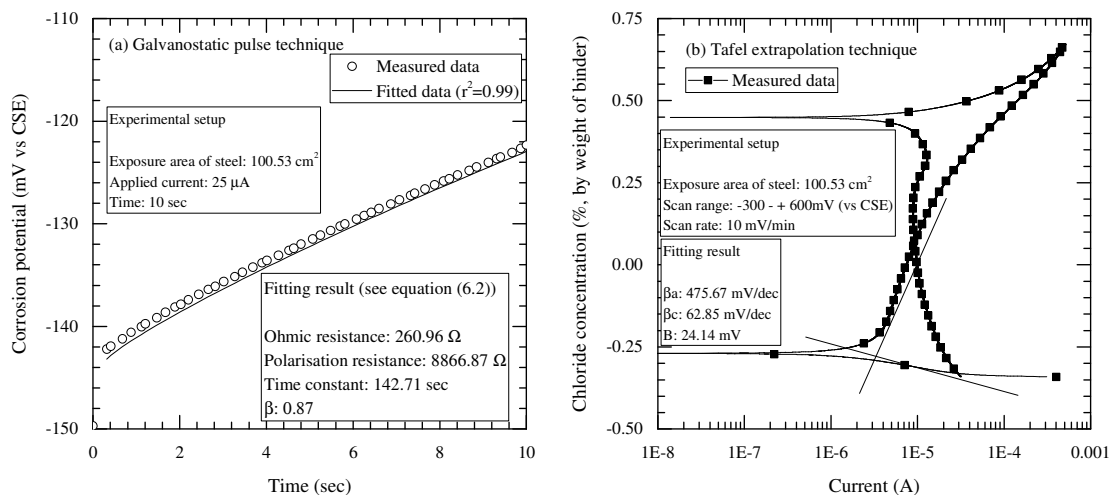 (a) Galvanostatic pulse technique
Measured data
Fitted data (r²=0.99)
Experimental setup
Exposure area of steel: 100.53 cm²
Applied current: 25 μA
Time: 10 sec
Fitting result (see equation (6.2))
Ohmic resistance: 260.96 Ω
Polarisation resistance: 8866.87 Ω
Time constant: 142.71 sec
β: 0.87
Corrosion potential (mV vs CSE)
-110
-120
-130
-140
-150
0
2
4
6
8
10
Time (sec)
(b) Tafel extrapolation technique
Measured data
Experimental setup
Exposure area of steel: 100.53 cm²
Scan range: -300 - + 600mV (vs CSE)
Scan rate: 10 mV/min
Fitting result
βa: 475.67 mV/dec
βc: 62.85 mV/dec
B: 24.14 mV
Chloride concentration (%, by weight of binder)
0.75
0.50
0.25
0.00
-0.25
-0.50
1E-8
1E-7
1E-6
1E-5
1E-4
0.001
Current (A)